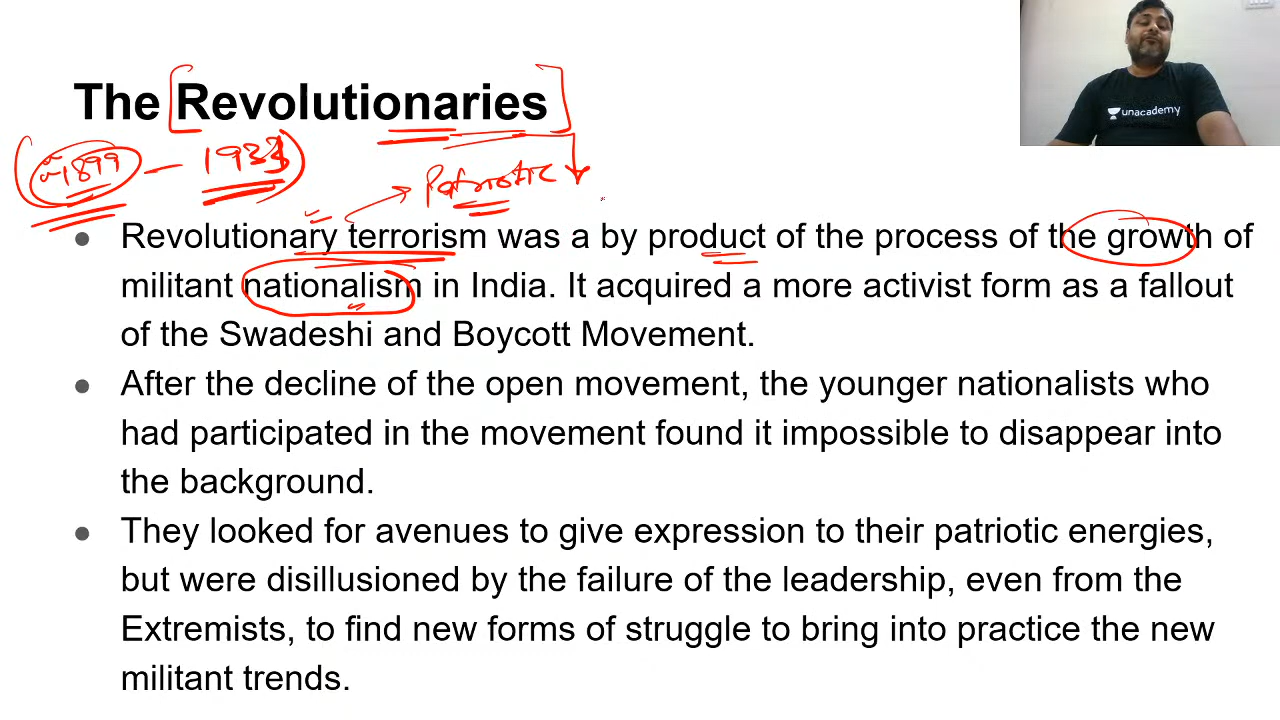 unacademy
The Revolutionaries
~1899 – 1933
Patriotic
Revolutionary terrorism was a by product of the process of the growth of
militant nationalism in India. It acquired a more activist form as a fallout
of the Swadeshi and Boycott Movement.
After the decline of the open movement, the younger nationalists who
had participated in the movement found it impossible to disappear into
the background.
They looked for avenues to give expression to their patriotic energies,
but were disillusioned by the failure of the leadership, even from the
Extremists, to find new forms of struggle to bring into practice the new
militant trends.